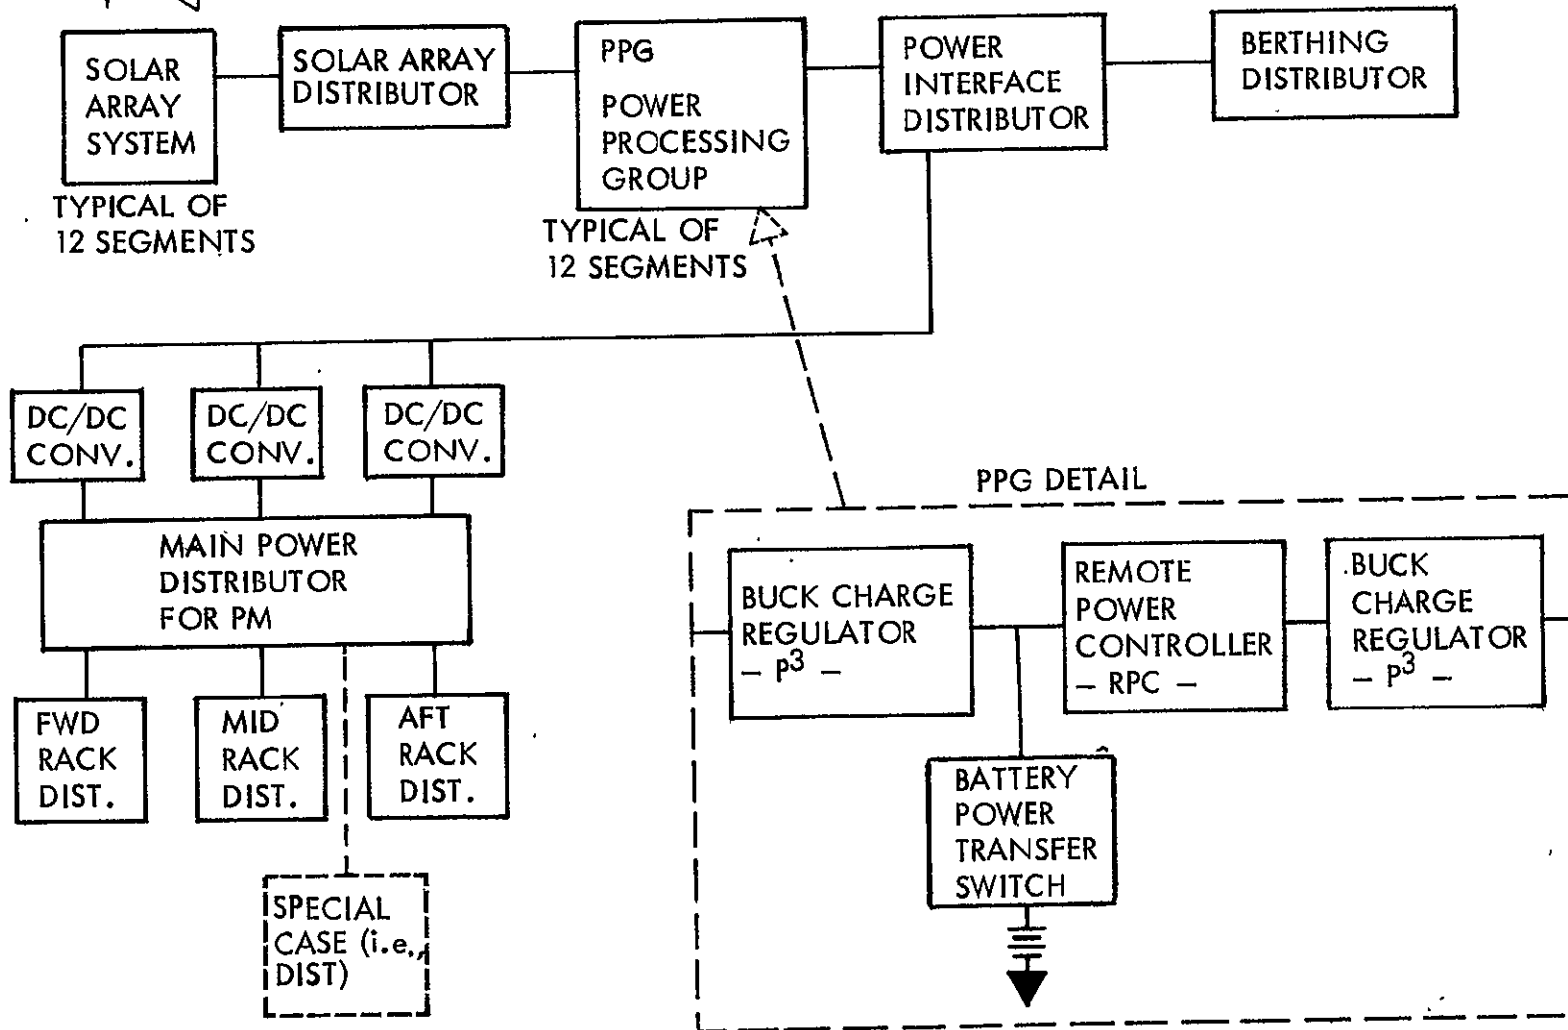 SOLAR
ARRAY
SYSTEM
TYPICAL OF
12 SEGMENTS
SOLAR ARRAY
DISTRIBUTOR
PPG
POWER
PROCESSING
GROUP
TYPICAL OF
12 SEGMENTS
POWER
INTERFACE
DISTRIBUTOR
BERTHING
DISTRIBUTOR
DC/DC
CONV.
DC/DC
CONV.
DC/DC
CONV.
MAIN POWER
DISTRIBUTOR
FOR PM
FWD
RACK
DIST.
MID
RACK
DIST.
AFT
RACK
DIST.
SPECIAL
CASE (i.e.,
DIST)
PPG DETAIL
BUCK CHARGE
REGULATOR
– P³ –
REMOTE
POWER
CONTROLLER
– RPC –
BUCK
CHARGE
REGULATOR
– P³ –
BATTERY
POWER
TRANSFER
SWITCH